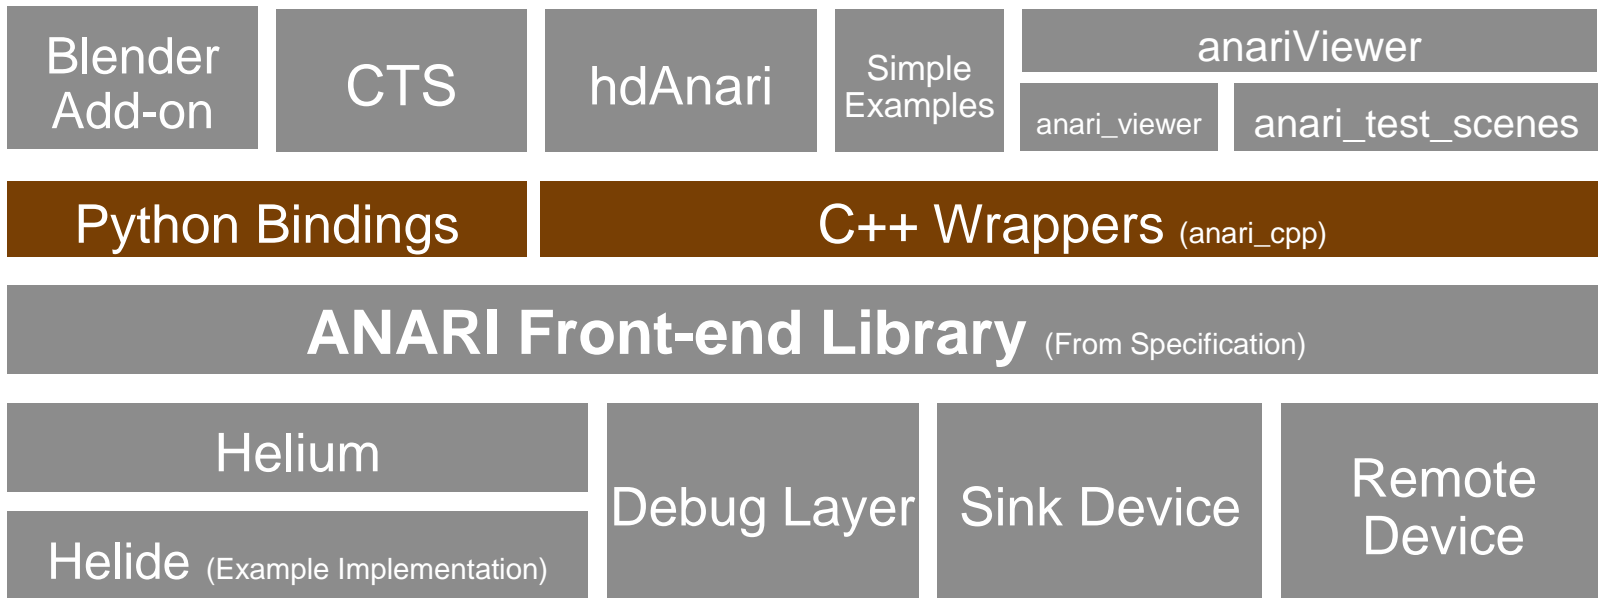 Blender
Add-on
CTS
hdAnari
Simple
Examples
anariViewer
anari_viewer
anari_test_scenes
Python Bindings
C++ Wrappers (anari_cpp)
ANARI Front-end Library (From Specification)
Helium
Helide (Example Implementation)
Debug Layer
Sink Device
Remote
Device